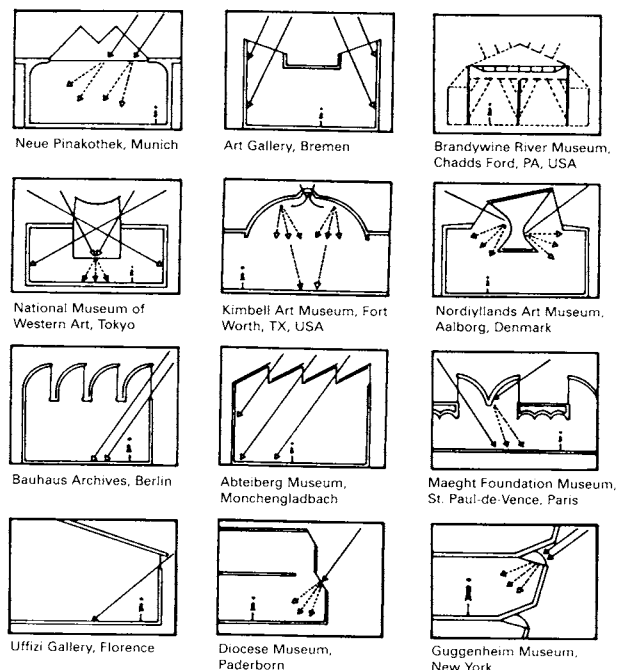 Neue Pinakothek, Munich
Art Gallery, Bremen
Brandywine River Museum,
Chadds Ford, PA, USA
National Museum of
Western Art, Tokyo
Kimbell Art Museum, Fort
Worth, TX, USA
Nordiyllands Art Museum,
Aalborg, Denmark
Bauhaus Archives, Berlin
Abteiberg Museum,
Monchengladbach
Maeght Foundation Museum,
St. Paul-de-Vence, Paris
Uffizi Gallery, Florence
Diocese Museum,
Paderborn
Guggenheim Museum,
New York